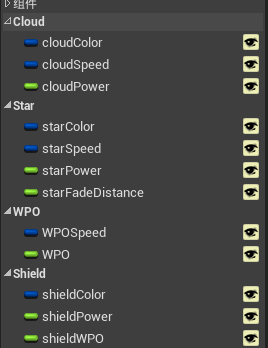 组件
Cloud
cloudColor
cloudSpeed
cloudPower
Star
starColor
starSpeed
starPower
starFadeDistance
WPO
WPOSpeed
WPO
Shield
shieldColor
shieldPower
shieldWPO